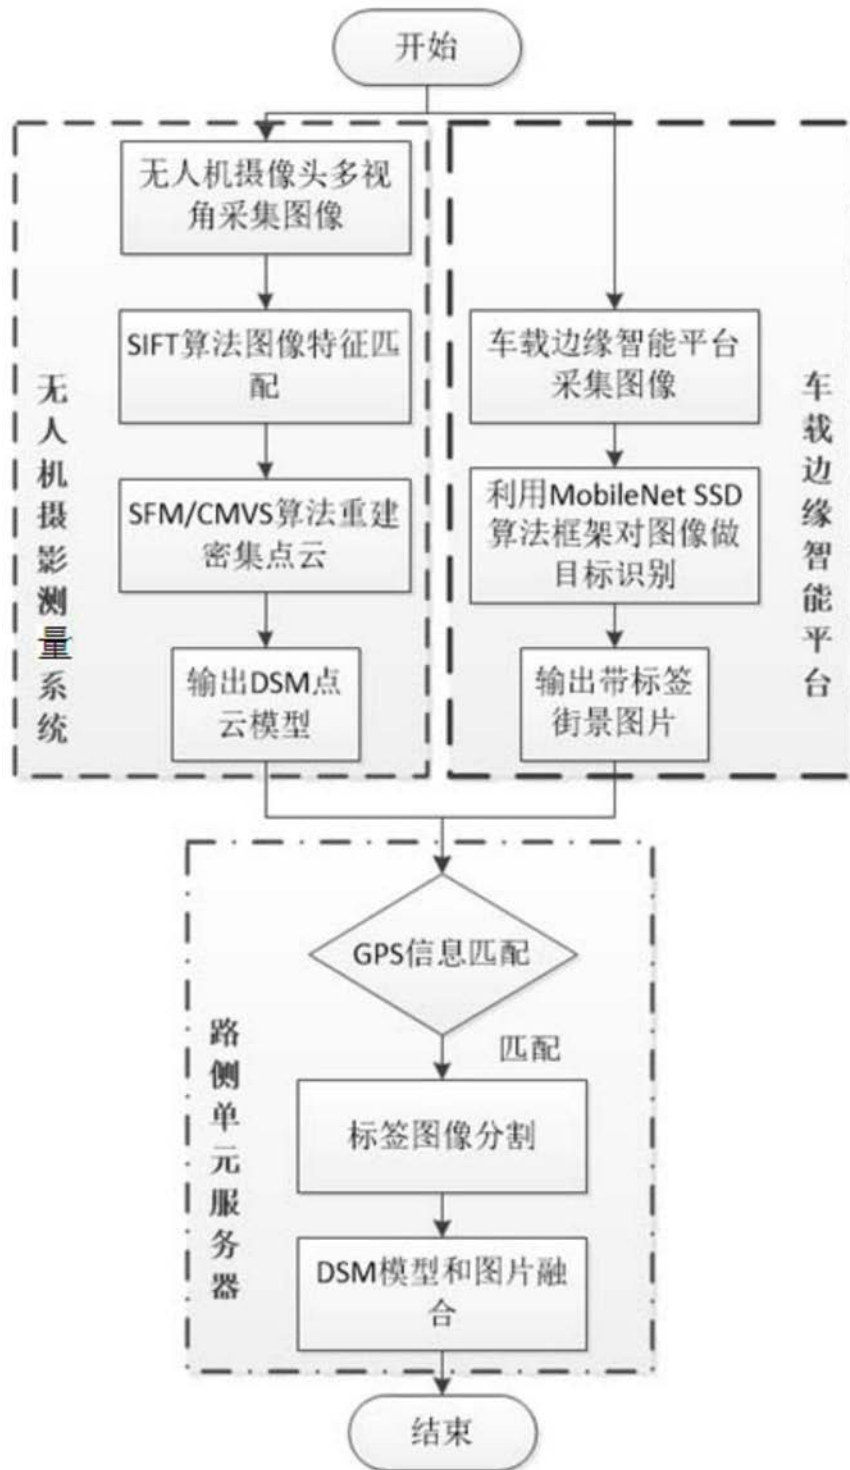 开始
无人机摄像头多视
角采集图像
SIFT算法图像特征匹
配
SFM/CMVS算法重建
密集点云
输出DSM点
云模型
无人机摄影测量系统
车载边缘智能平台
采集图像
利用MobileNet SSD
算法框架对图像做
目标识别
输出带标签
街景图片
车载边缘智能平台
GPS信息匹配
匹配
标签图像分割
DSM模型和图片融
合
路侧单元服务器
结束